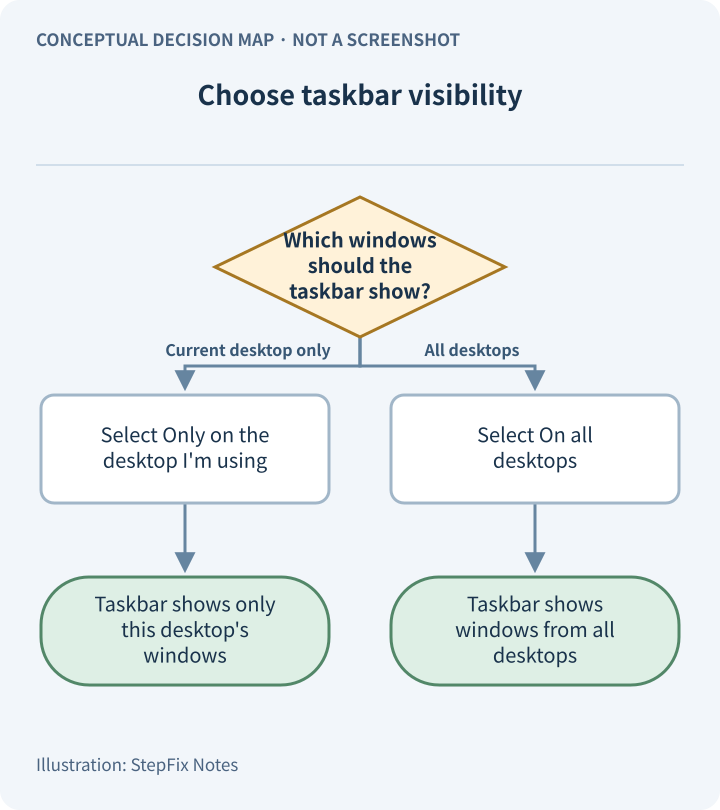 CONCEPTUAL DECISION MAP · NOT A SCREENSHOT
Choose taskbar visibility
Which windows
should the
taskbar show?
Current desktop only
All desktops
Select Only on the
desktop I'm using
Select On all
desktops
Taskbar shows only
this desktop's
windows
Taskbar shows
windows from all
desktops
Illustration: StepFix Notes